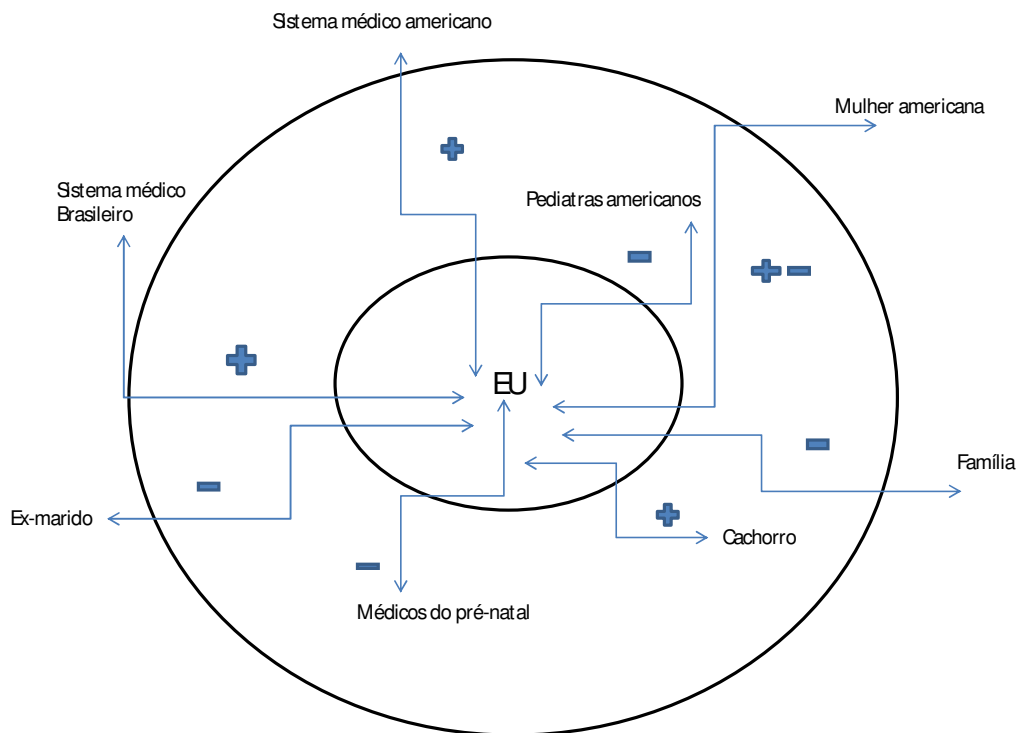 Sistema médico americano
Mulher americana
Sistema médico
Brasileiro
Pediatras americanos
EU
Família
Ex-marido
Cachorro
Médicos do pré-natal